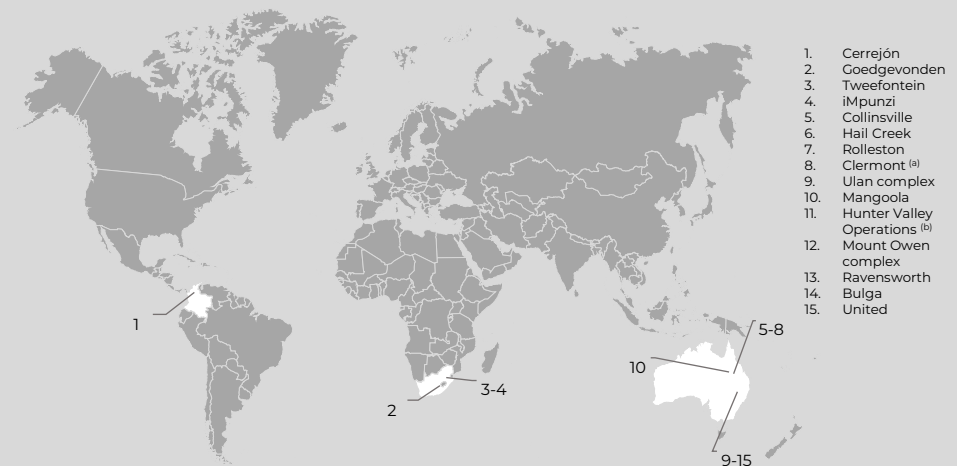 1. Cerrejón
2. Goedgevonden
3. Tweefontein
4. iMpunzi
5. Collinsville
6. Hail Creek
7. Rolleston
8. Clermont (a)
9. Ulan complex
10. Mangoola
11. Hunter Valley
Operations (b)
12. Mount Owen
complex
13. Ravensworth
14. Bulga
15. United
1
2
3-4
10
5-8
9-15